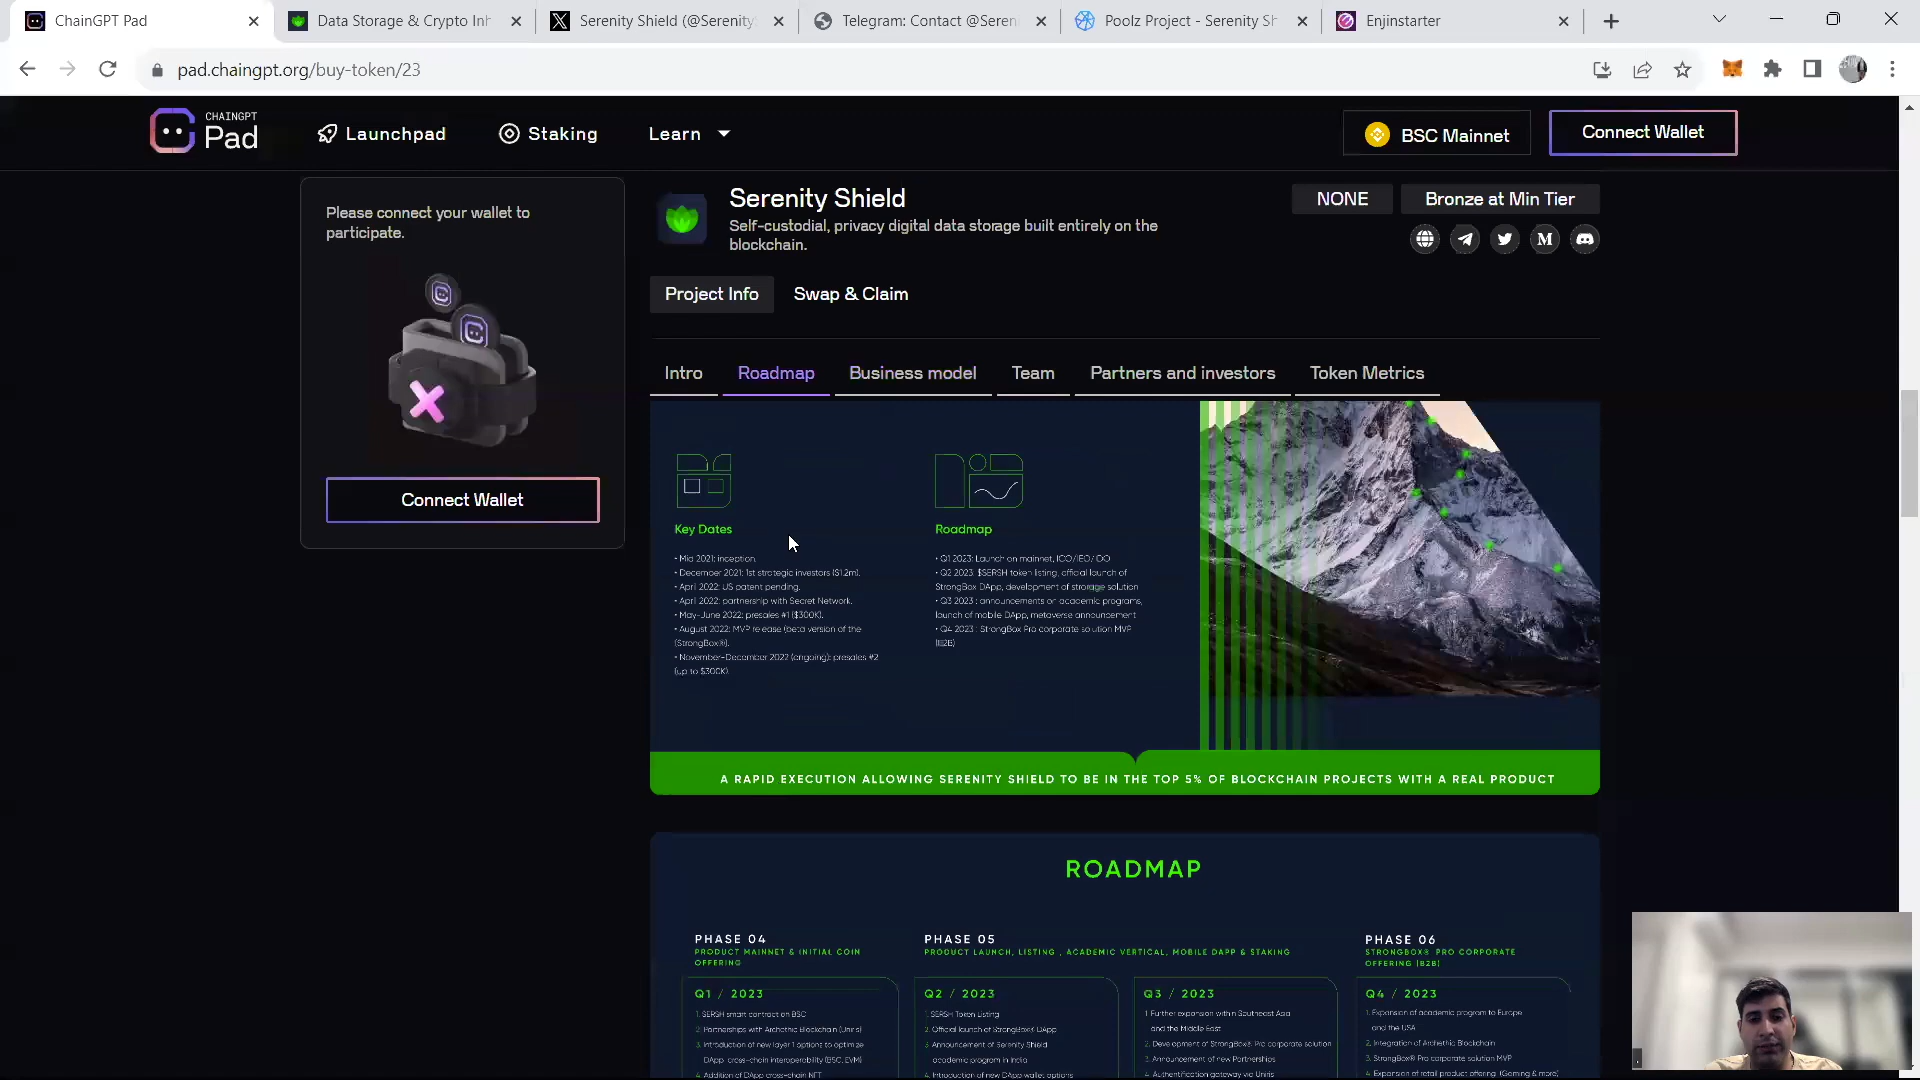 ChainGPT Pad
Data Storage & Crypto Inh
Serenity Shield (@Serenity
Telegram: Contact @Seren
Poolz Project - Serenity Sh
Enjinstarter
pad.chaingpt.org/buy-token/23
CHAINGPT
Pad
Launchpad
Staking
Learn
BSC Mainnet
Connect Wallet
Please connect your wallet to
participate.
Connect Wallet
Serenity Shield
Self-custodial, privacy digital data storage built entirely on the
blockchain.
NONE
Bronze at Min Tier
Project Info
Swap & Claim
Intro
Roadmap
Business model
Team
Partners and investors
Token Metrics
Key Dates
• Mid 2021: inception.
• December 2021: 1st strategic investors ($1.2m).
• April 2022: US patent pending.
• April 2022: partnership with Secret Network.
• May-June 2022: presales #1 ($300K).
• August 2022: MVP release (beta version of the
(StrongBox®).
• November-December 2022 (ongoing): presales #2
(up to $300K).
Roadmap
• Q1 2023: Launch on mainnet, ICO/IEO/IDO
• Q2 2023: $SERSH token listing, official launch of
StrongBox DApp, development of strorage solution
• Q3 2023 : announcements on academic programs,
launch of mobile DApp, metaverse announcement
• Q4 2023 : StrongBox Pro corporate solution MVP
(B2B)
A RAPID EXECUTION ALLOWING SERENITY SHIELD TO BE IN THE TOP 5% OF BLOCKCHAIN PROJECTS WITH A REAL PRODUCT
ROADMAP
PHASE 04
PRODUCT MAINNET & INITIAL COIN
OFFERING
Q1 / 2023
1. SERSH smart contract on BSC
2. Partnerships with Archethic Blockchain (Uniris)
3. Introduction of new layer 1 options to optimize
DApp cross-chain interoperability (BSC, EVM)
4. Addition of DApp cross-chain NFT
PHASE 05
PRODUCT LAUNCH, LISTING , ACADEMIC VERTICAL, MOBILE DAPP & STAKING
Q2 / 2023
1. SERSH Token Listing
2. Official launch of StrongBox® DApp
3. Announcement of Serenity Shield
academic program in India
4. Introduction of new DApp wallet options
Q3 / 2023
1. Further expansion within Southeast Asia
and the Middle East
2. Development of StrongBox® Pro corporate solution
3. Announcement of new Partnerships
4. Authentification gateway via Uniris
PHASE 06
STRONGBOX® PRO CORPORATE
OFFERING (B2B)
Q4 / 2023
1. Expansion of academic program to Europe
and the USA
2. Integration of Archethic Blockchain
3. StrongBox® Pro corporate solution MVP
4. Expansion of retail product offering (Gaming & more)